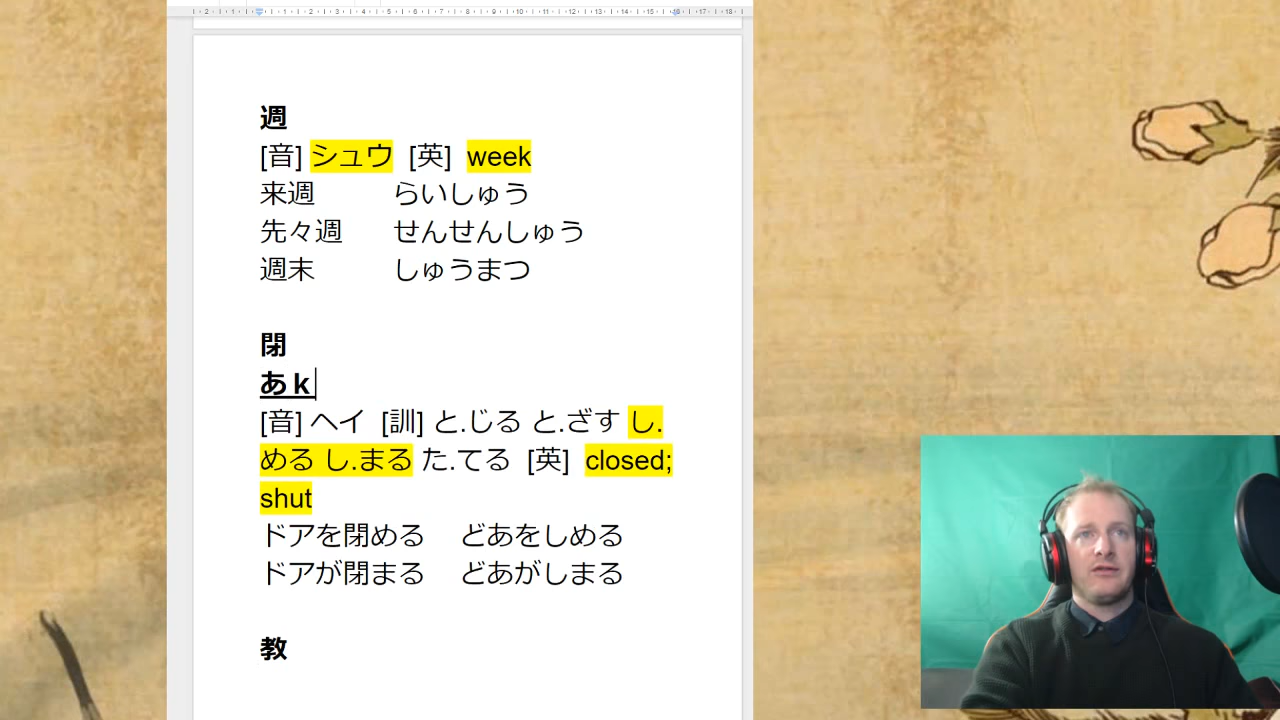 週
[音] シュウ [英] week
来週 らいしゅう
先々週 せんせんしゅう
週末 しゅうまつ
閉
あｋ
[音] ヘイ [訓] と.じる と.ざす し.
める し.まる た.てる [英] closed;
shut
ドアを閉める どあをしめる
ドアが閉まる どあがしまる
教